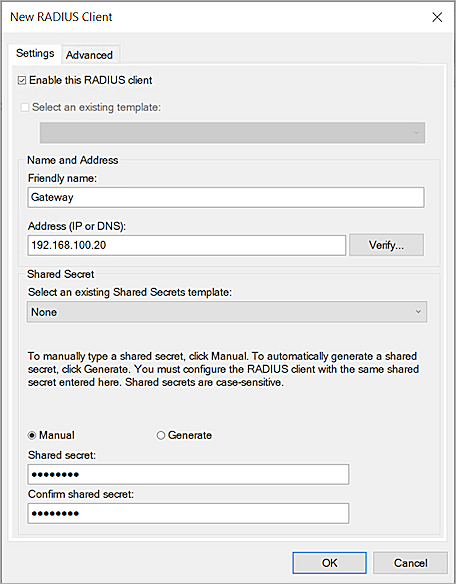 New RADIUS Client
Settings
Advanced
Enable this RADIUS client
Select an existing template:
Name and Address
Friendly name:
Gateway
Address (IP or DNS):
192.168.100.20
Verify...
Shared Secret
Select an existing Shared Secrets template:
None
To manually type a shared secret, click Manual. To automatically generate a shared
secret, click Generate. You must configure the RADIUS client with the same shared
secret entered here. Shared secrets are case-sensitive.
Manual
Generate
Shared secret:
●●●●●●●●
Confirm shared secret:
●●●●●●●●
OK
Cancel